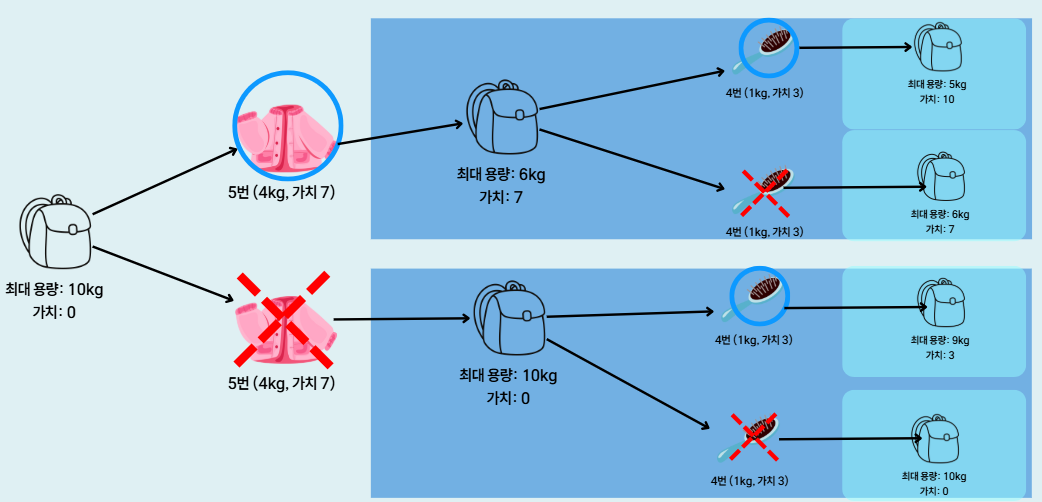 최대 용량: 10kg
가치: 0
5번 (4kg, 가치 7)
최대 용량: 6kg
가치: 7
4번 (1kg, 가치 3)
최대 용량: 5kg
가치: 10
4번 (1kg, 가치 3)
최대 용량: 6kg
가치: 7
5번 (4kg, 가치 7)
최대 용량: 10kg
가치: 0
4번 (1kg, 가치 3)
최대 용량: 9kg
가치: 3
4번 (1kg, 가치 3)
최대 용량: 10kg
가치: 0